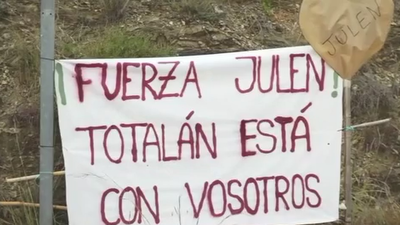 JULEN
¡FUERZA JULEN!
TOTALÁN ESTÁ
CON VOSOTROS